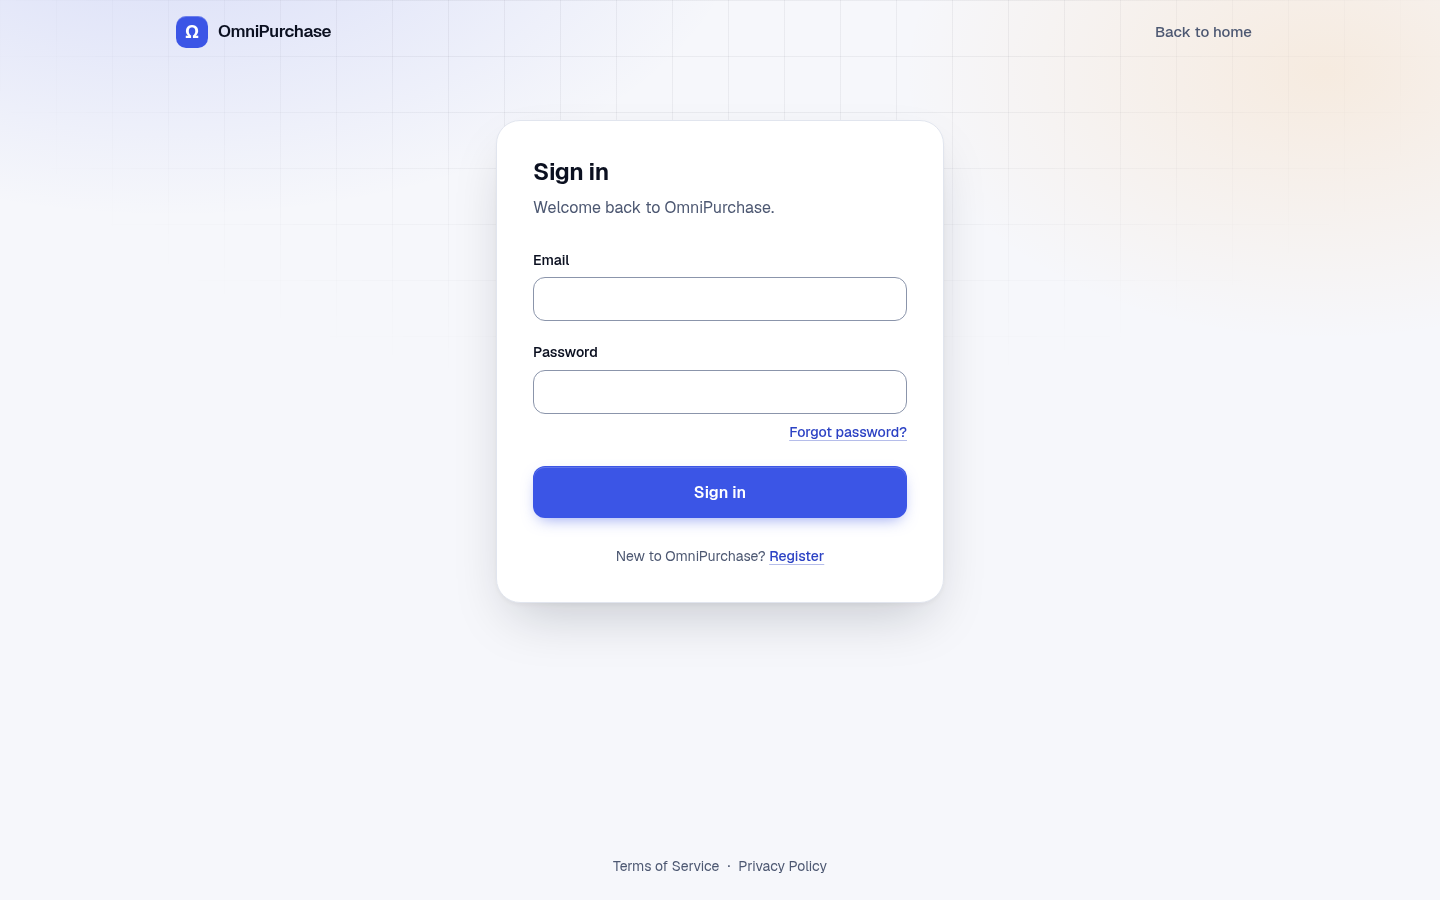 Ω OmniPurchase
Back to home
Sign in
Welcome back to OmniPurchase.
Email
Password
Forgot password?
Sign in
New to OmniPurchase? Register
Terms of Service · Privacy Policy